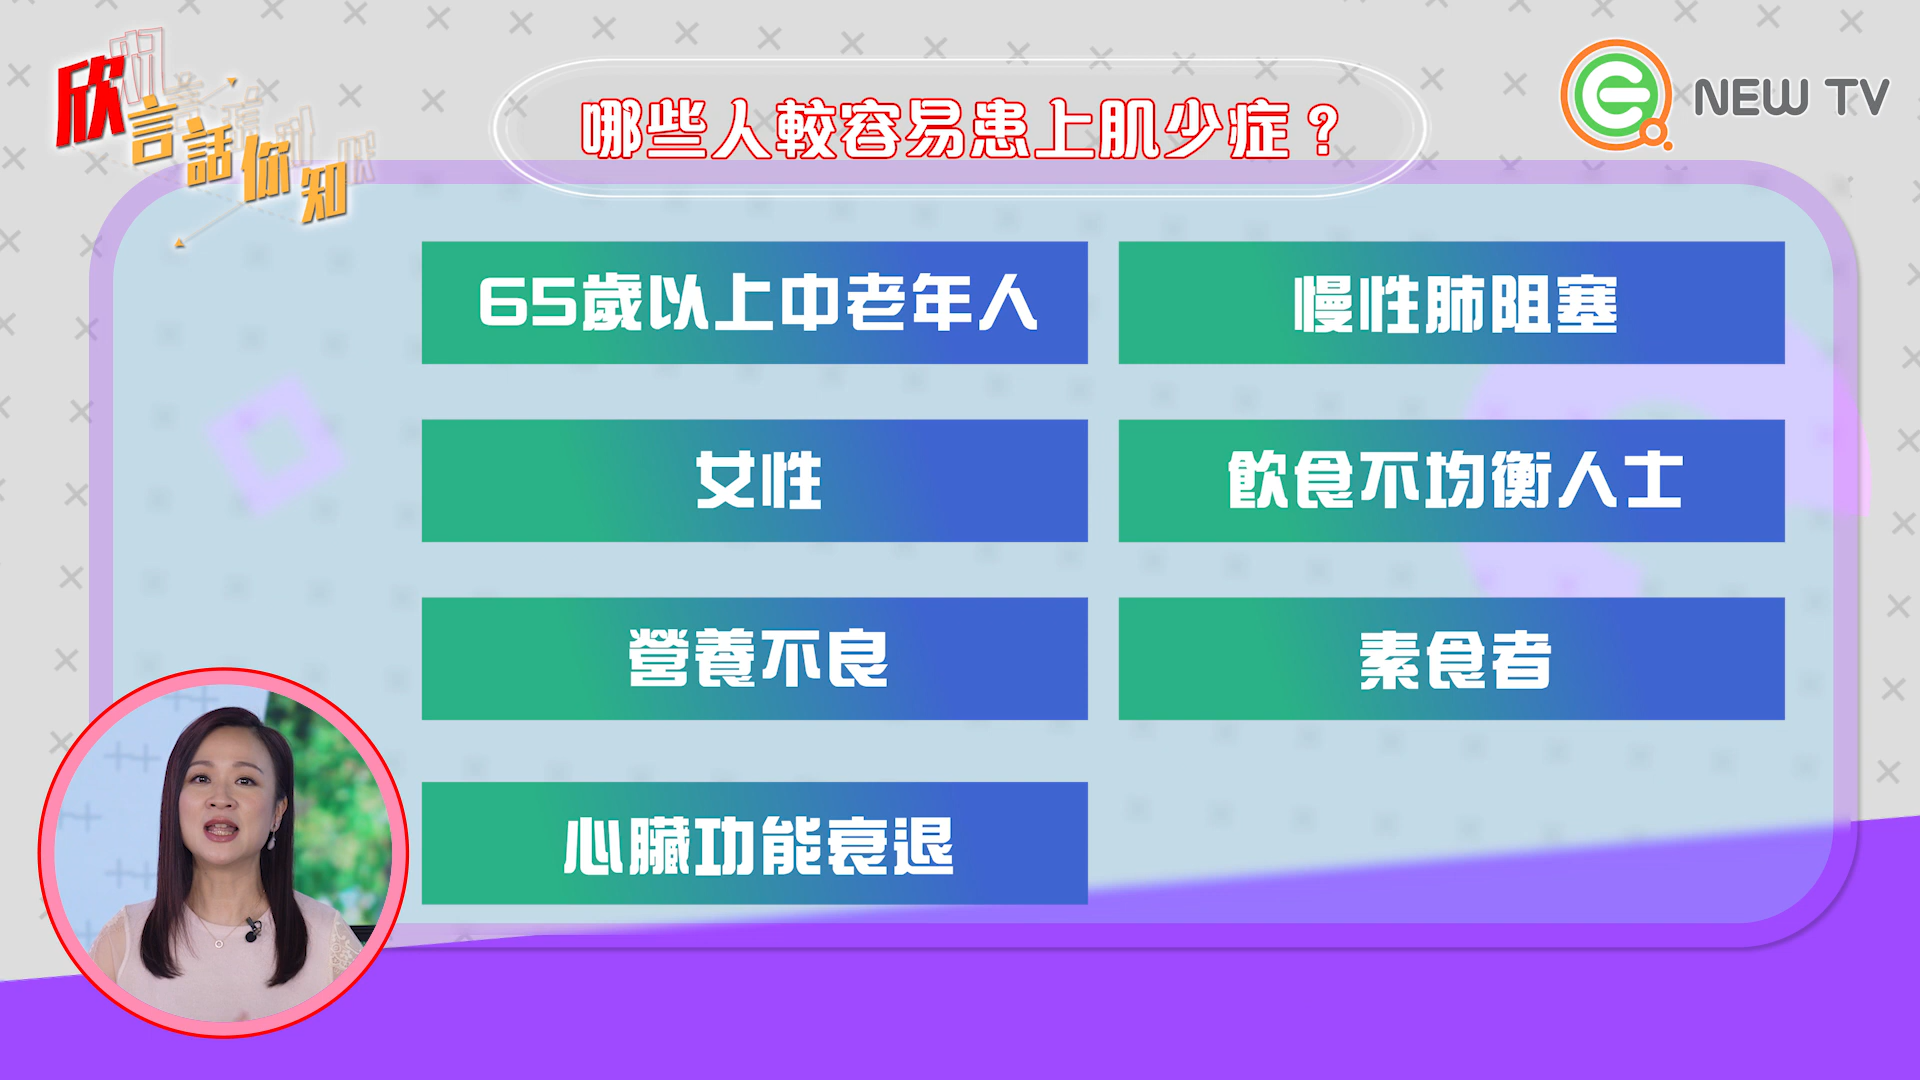 欣言話你知
NEW TV
哪些人較容易患上肌少症？
65歲以上中老年人
慢性肺阻塞
女性
飲食不均衡人士
營養不良
素食者
心臟功能衰退